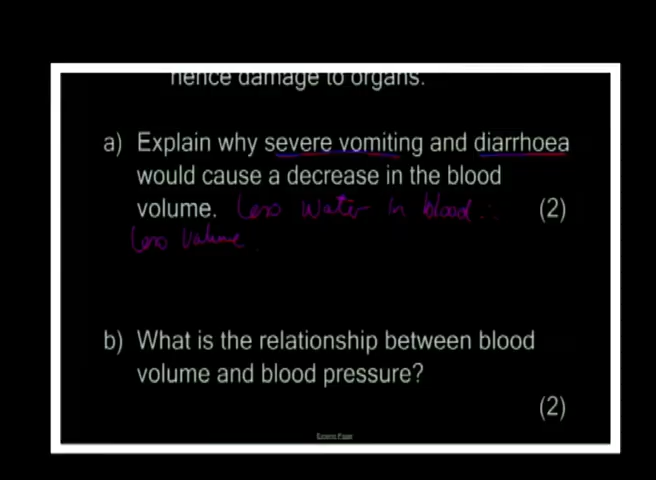 hence damage to organs.
a) Explain why severe vomiting and diarrhoea
would cause a decrease in the blood
volume. Less water in blood ∴ (2)
less volume.
b) What is the relationship between blood
volume and blood pressure?
(2)